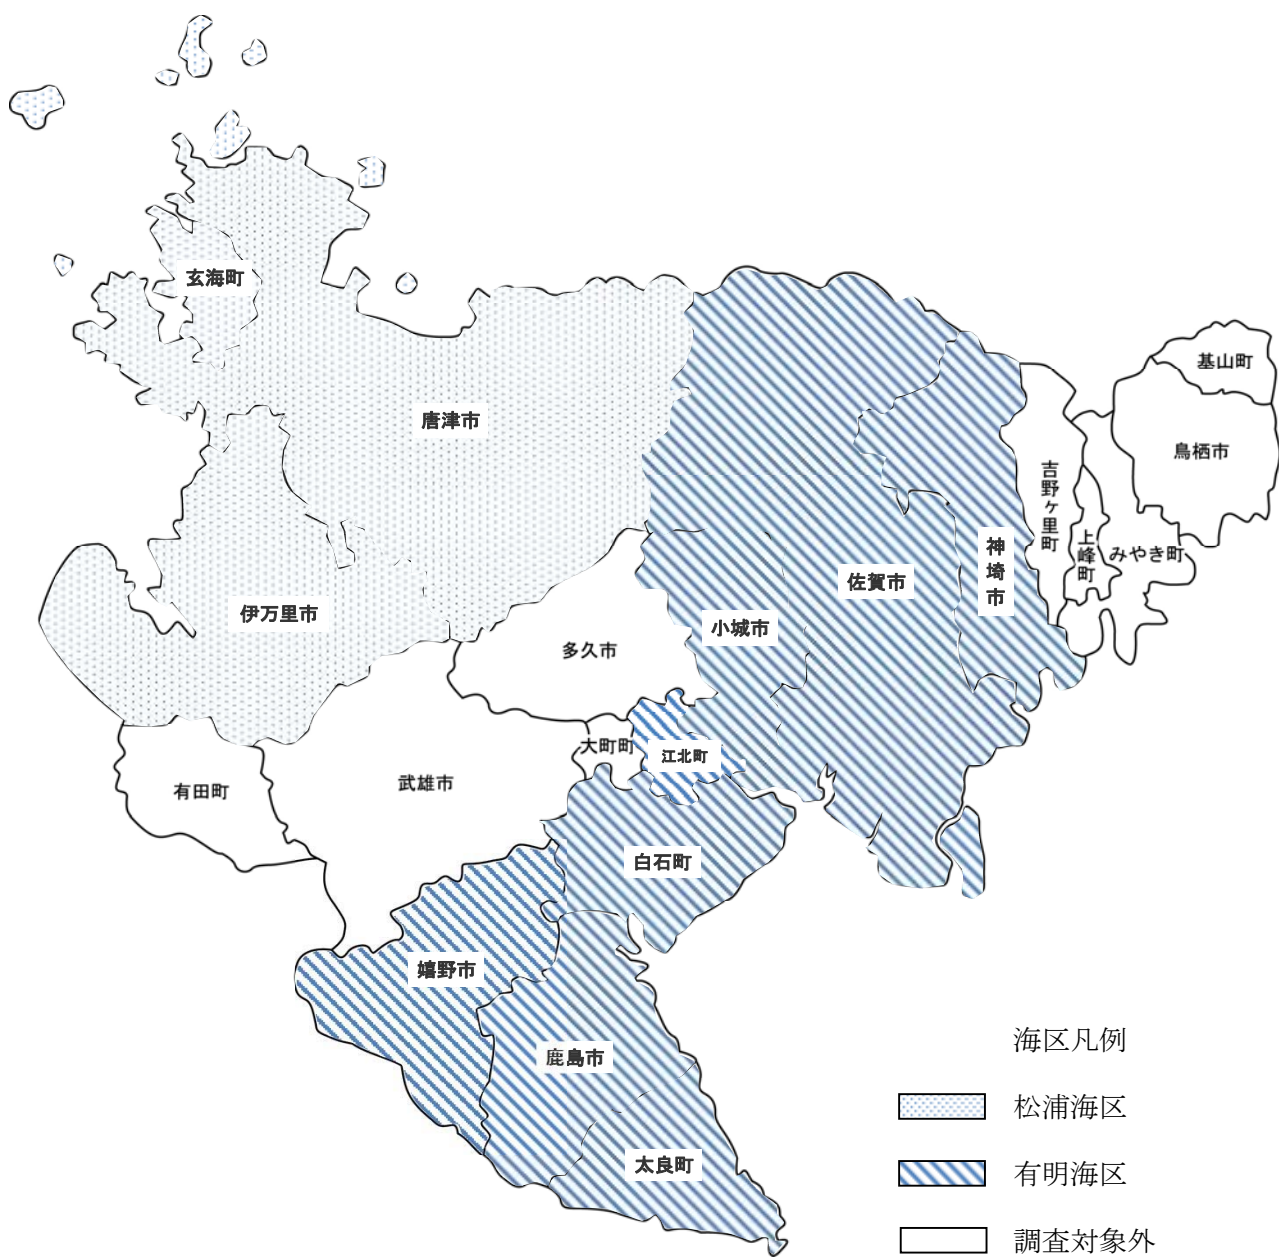 玄海町
唐津市
伊万里市
有田町
武雄市
多久市
大町町
江北町
小城市
佐賀市
神埼市
吉野ヶ里町
上峰町
みやき町
鳥栖市
基山町
白石町
嬉野市
鹿島市
太良町
海区凡例
松浦海区
有明海区
調査対象外